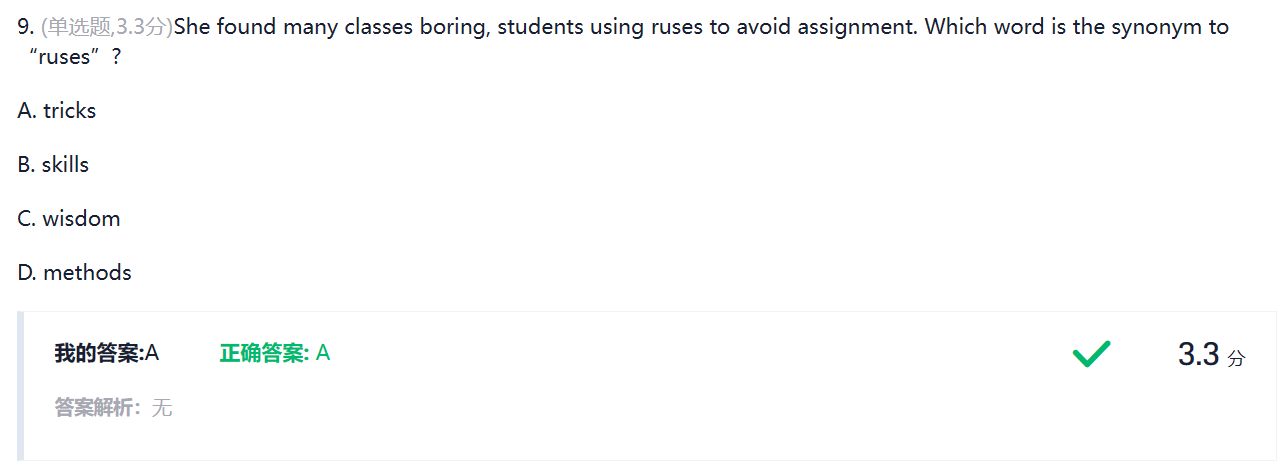 9. (单选题,3.3分)She found many classes boring, students using ruses to avoid assignment. Which word is the synonym to
“ruses”？
A. tricks
B. skills
C. wisdom
D. methods
我的答案:A 正确答案: A 3.3 分
答案解析：无